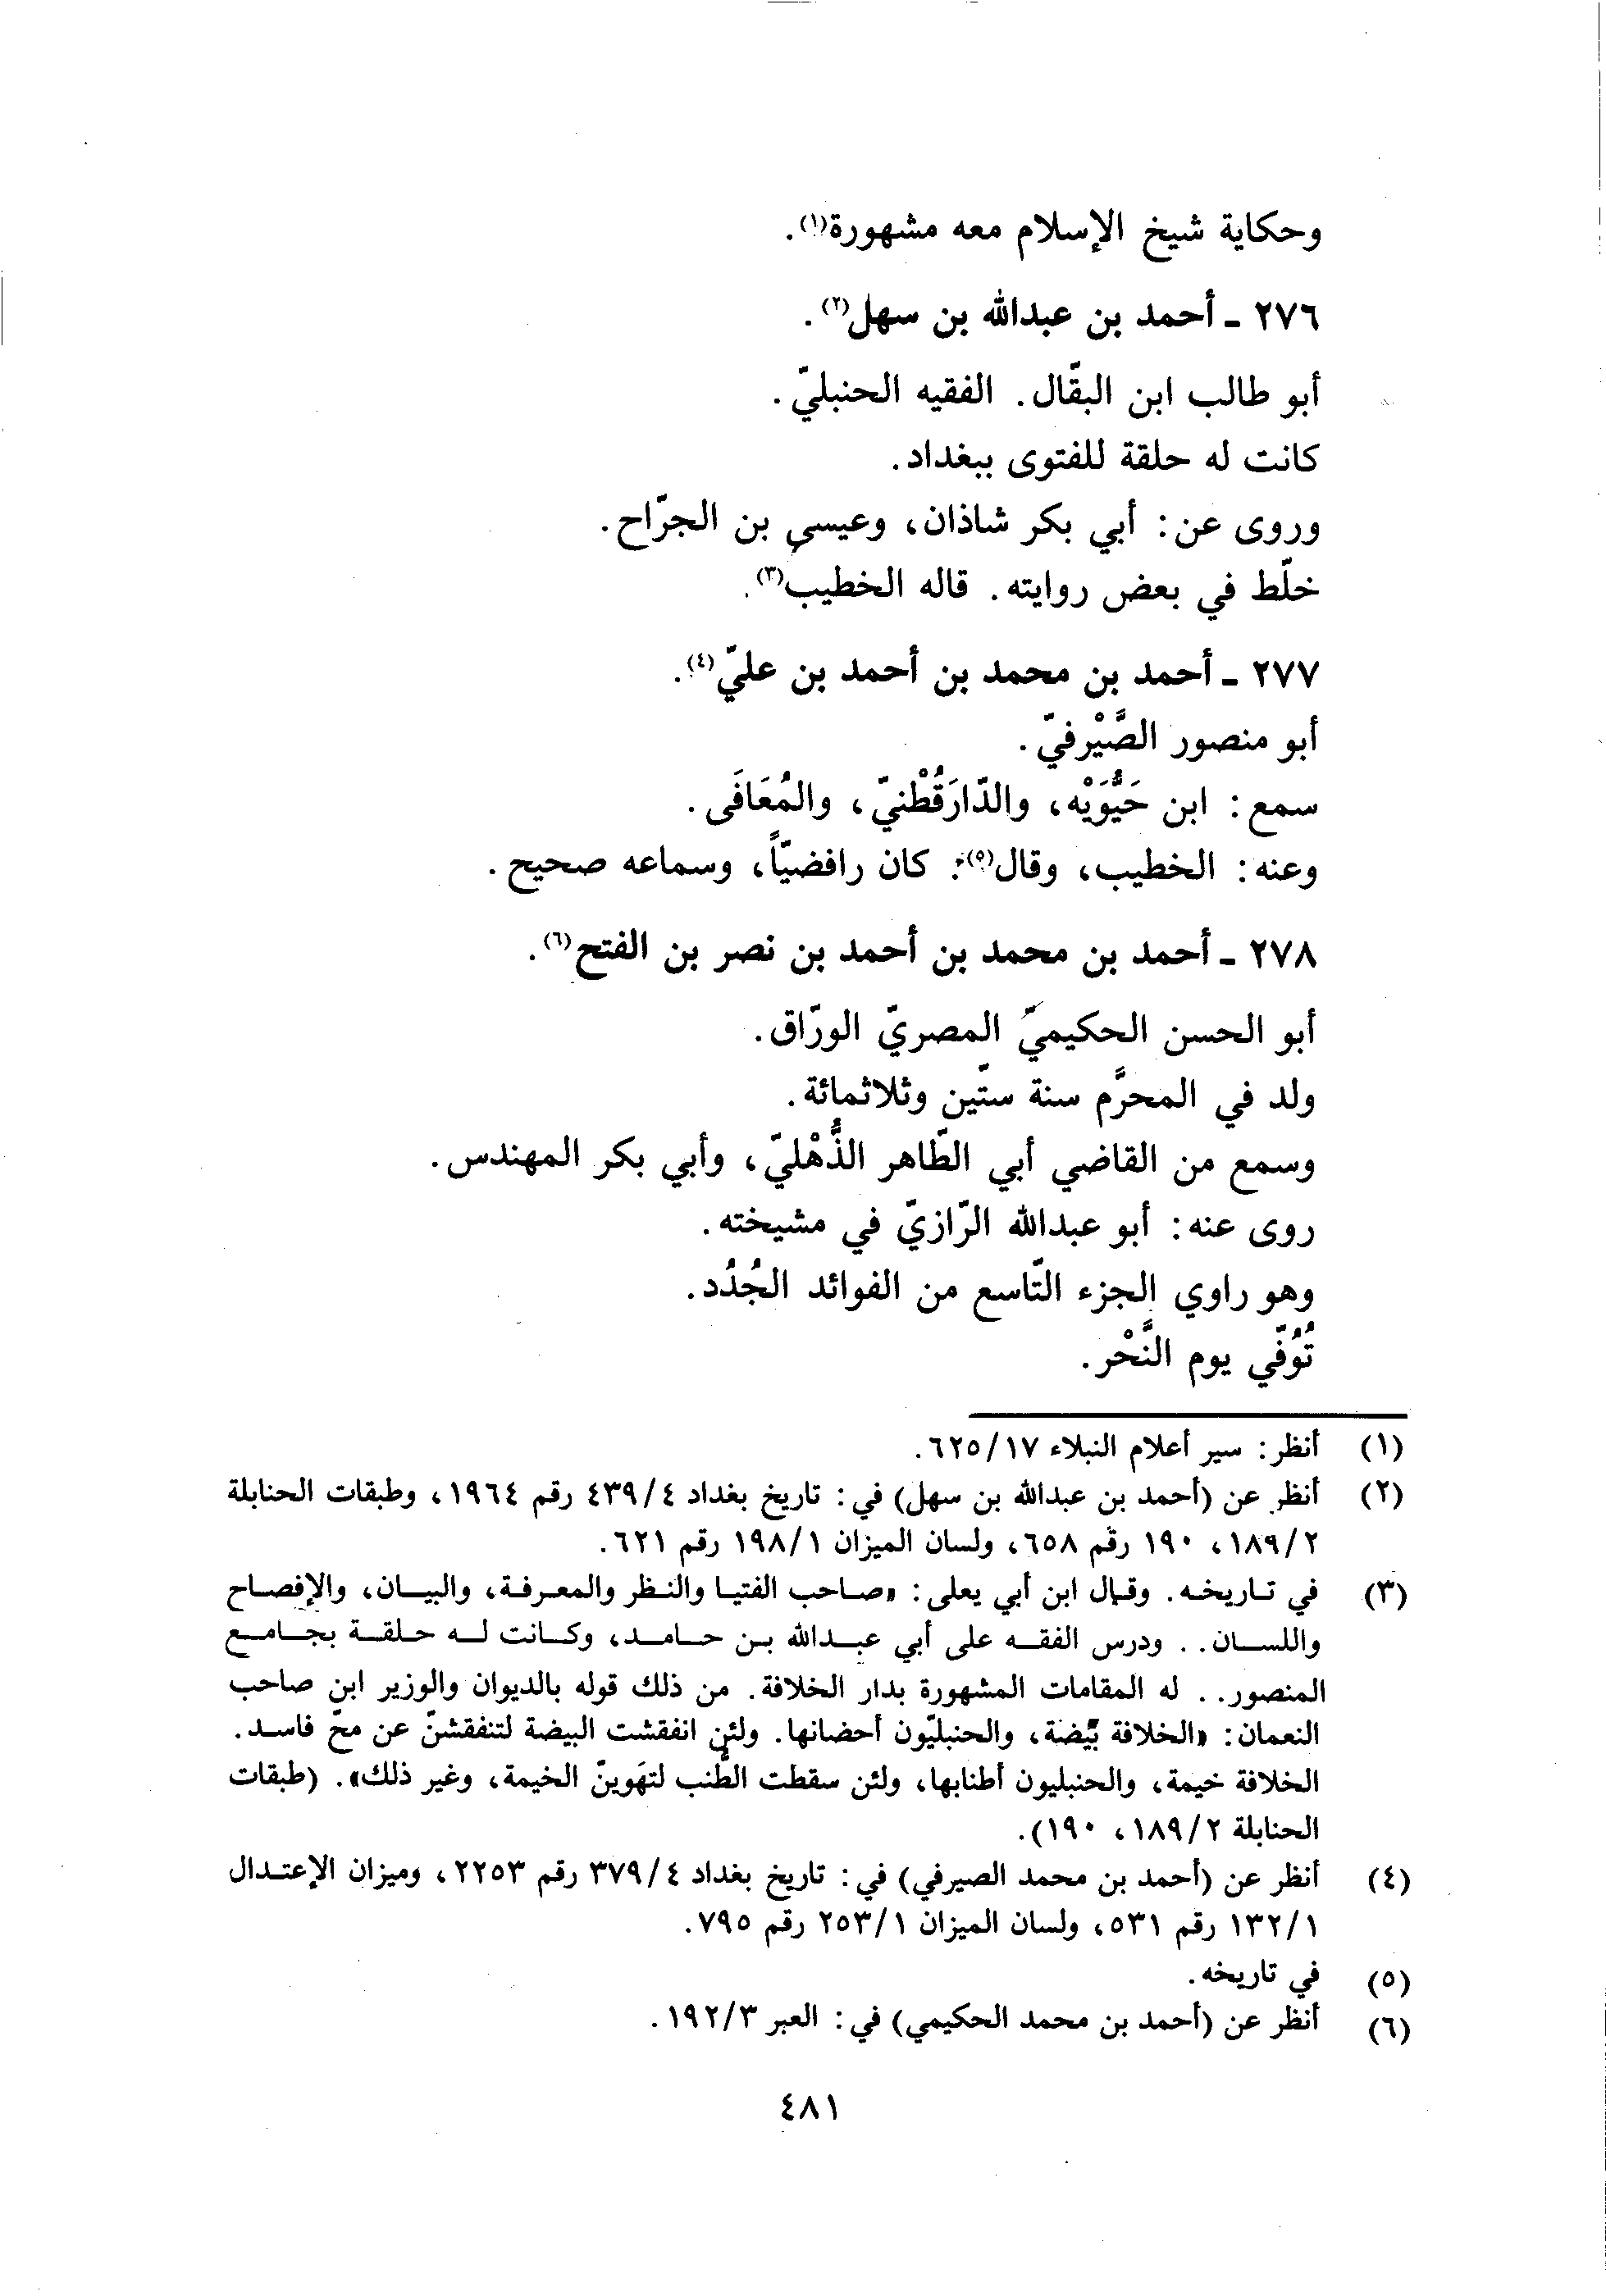 وحكاية شيخ الإسلام معه مشهورة(١).
٢٧٦ ـ أحمد بن عبدالله بن سهل(٢).
أبو طالب ابن البقّال. الفقيه الحنبليّ.
كانت له حلقة للفتوى ببغداد.
وروى عن: أبي بكر شاذان، وعيسى بن الجرّاح.
خلّط في بعض روايته. قاله الخطيب(٣).
٢٧٧ ـ أحمد بن محمد بن أحمد بن عليّ(٤).
أبو منصور الصَّيْرفيّ.
سمع: ابن حَيُّوَيْه، والدّارَقُطْنيّ، والمُعَافَى.
وعنه: الخطيب، وقال(٥): كان رافضيّاً، وسماعه صحيح.
٢٧٨ ـ أحمد بن محمد بن أحمد بن نصر بن الفتح(٦).
أبو الحسن الحكيميّ المصريّ الورّاق.
ولد في المحرَّم سنة ستّين وثلاثمائة.
وسمع من القاضي أبي الطّاهر الذُّهْليّ، وأبي بكر المهندس.
روى عنه: أبو عبدالله الرّازيّ في مشيخته.
وهو راوي الجزء التّاسع من الفوائد الجُدُد.
تُوُفّي يوم النَّحْر.
(١) أنظر: سير أعلام النبلاء ٦٢٥/١٧.
(٢) أنظر عن (أحمد بن عبدالله بن سهل) في: تاريخ بغداد ٤٣٩/٤ رقم ١٩٦٤، وطبقات الحنابلة
١٨٩/٢، ١٩٠ رقم ٦٥٨، ولسان الميزان ١٩٨/١ رقم ٦٢١.
(٣) في تاريخه. وقال ابن أبي يعلى: «صاحب الفتيا والنظر والمعرفة، والبيان، والإفصاح
واللسان.. ودرس الفقه على أبي عبدالله بن حامد، وكانت له حلقة بجامع
المنصور.. له المقامات المشهورة بدار الخلافة. من ذلك قوله بالديوان والوزير ابن صاحب
النعمان: «الخلافة بيضة، والحنبليّون أحضانها. ولئن انفقشت البيضة لتنفقشنّ عن محّ فاسد.
الخلافة خيمة، والحنبليون أطنابها، ولئن سقطت الطُّنب لتهَوينّ الخيمة، وغير ذلك». (طبقات
الحنابلة ١٨٩/٢، ١٩٠).
(٤) أنظر عن (أحمد بن محمد الصيرفي) في: تاريخ بغداد ٣٧٩/٤ رقم ٢٢٥٣، وميزان الإعتدال
١٣٢/١ رقم ٥٣١، ولسان الميزان ٢٥٣/١ رقم ٧٩٥.
(٥) في تاريخه.
(٦) أنظر عن (أحمد بن محمد الحكيمي) في: العبر ١٩٢/٣.
٤٨١